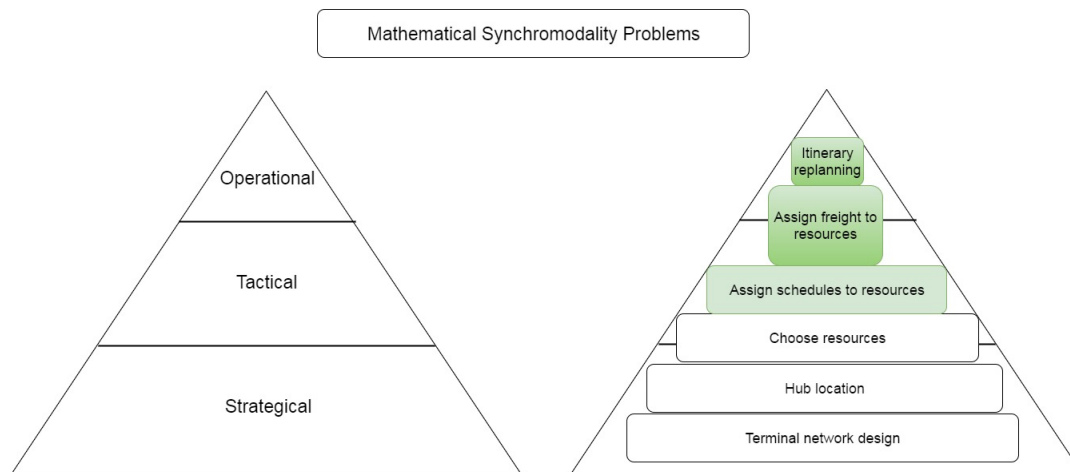 Mathematical Synchromodality Problems
Operational
Tactical
Strategical
Itinerary
replanning
Assign freight to
resources
Assign schedules to resources
Choose resources
Hub location
Terminal network design